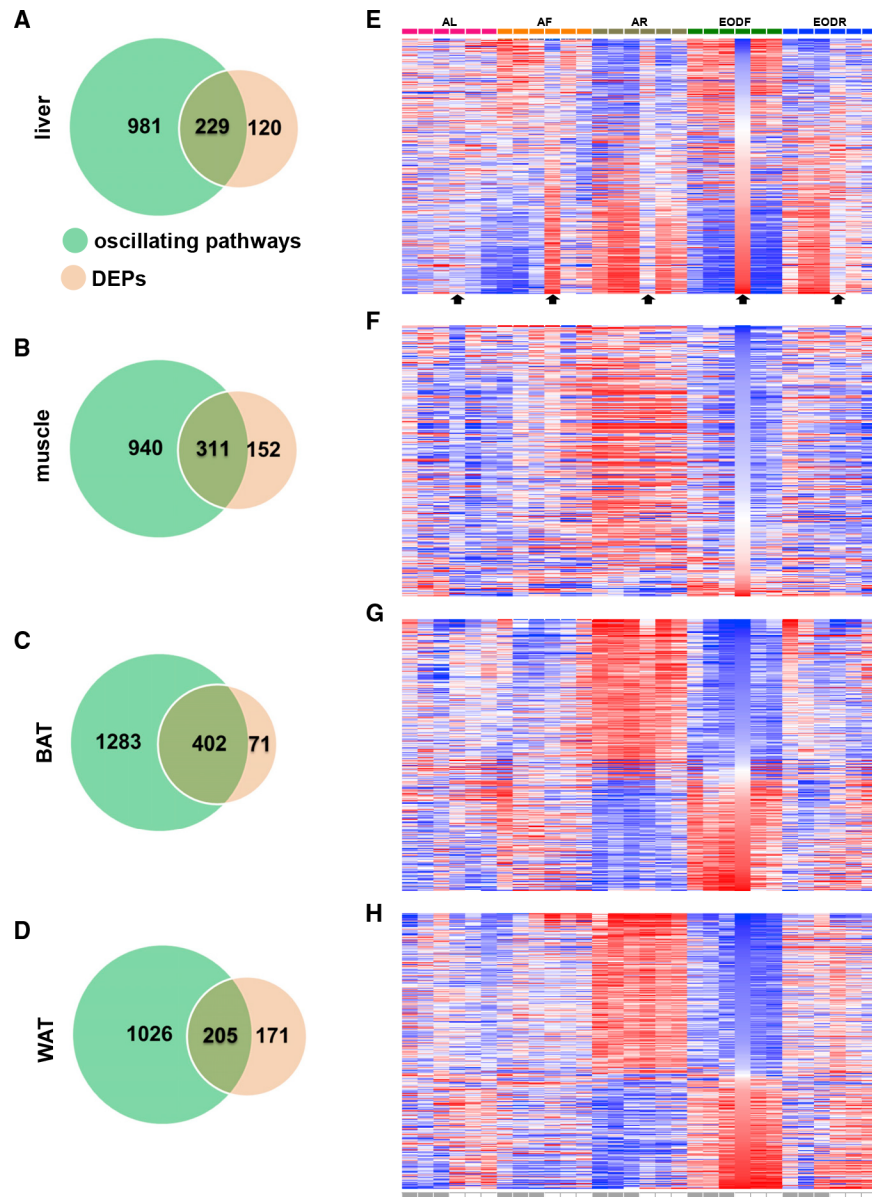 A
liver
981
229
120
oscillating pathways
DEPs
B
muscle
940
311
152
C
BAT
1283
402
71
D
WAT
1026
205
171
E
AL AF AR EODF EODR
F
G
H